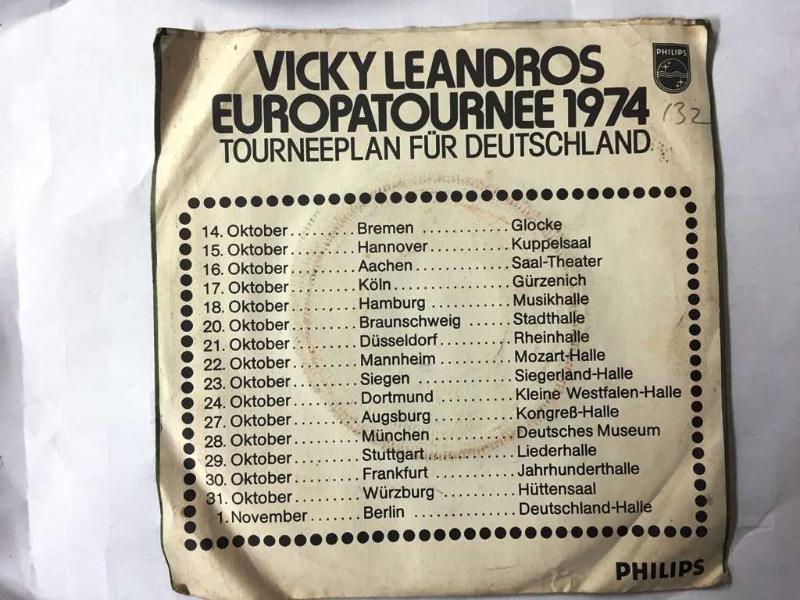 VICKY LEANDROS
PHILIPS
EUROPATOURNEE 1974
132
TOURNEEPLAN FÜR DEUTSCHLAND
14. Oktober.........Bremen ............Glocke
15. Oktober.........Hannover...........Kuppelsaal
16. Oktober.........Aachen.............Saal-Theater
17. Oktober.........Köln...............Gürzenich
18. Oktober.........Hamburg ...........Musikhalle
20. Oktober.........Braunschweig ......Stadthalle
21. Oktober.........Düsseldorf.........Rheinhalle
22. Oktober.........Mannheim...........Mozart-Halle
23. Oktober.........Siegen ............Siegerland-Halle
24. Oktober.........Dortmund ..........Kleine Westfalen-Halle
27. Oktober.........Augsburg ..........Kongreß-Halle
28. Oktober.........München ...........Deutsches Museum
29. Oktober.........Stuttgart..........Liederhalle
30. Oktober.........Frankfurt .........Jahrhunderthalle
31. Oktober.........Würzburg ..........Hüttensaal
1. November.......Berlin .............Deutschland-Halle
PHILIPS